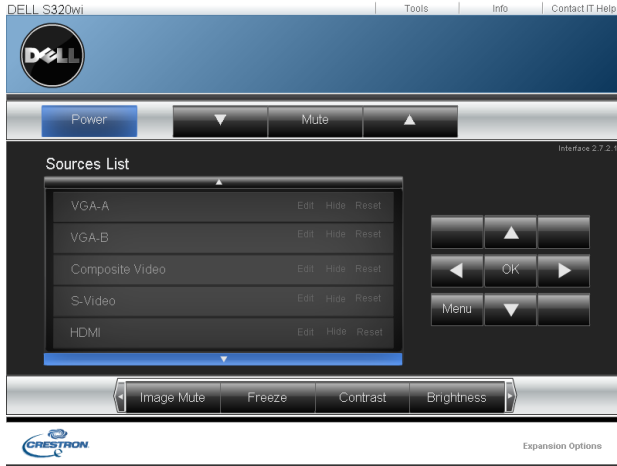 DELL S320wi Tools Info Contact IT Help
DELL
Power Mute
Interface 2.7.2.1
Sources List
VGA-A Edit Hide Reset
VGA-B Edit Hide Reset
Composite Video Edit Hide Reset
S-Video Edit Hide Reset
HDMI Edit Hide Reset
OK
Menu
Image Mute Freeze Contrast Brightness
CRESTRON Expansion Options